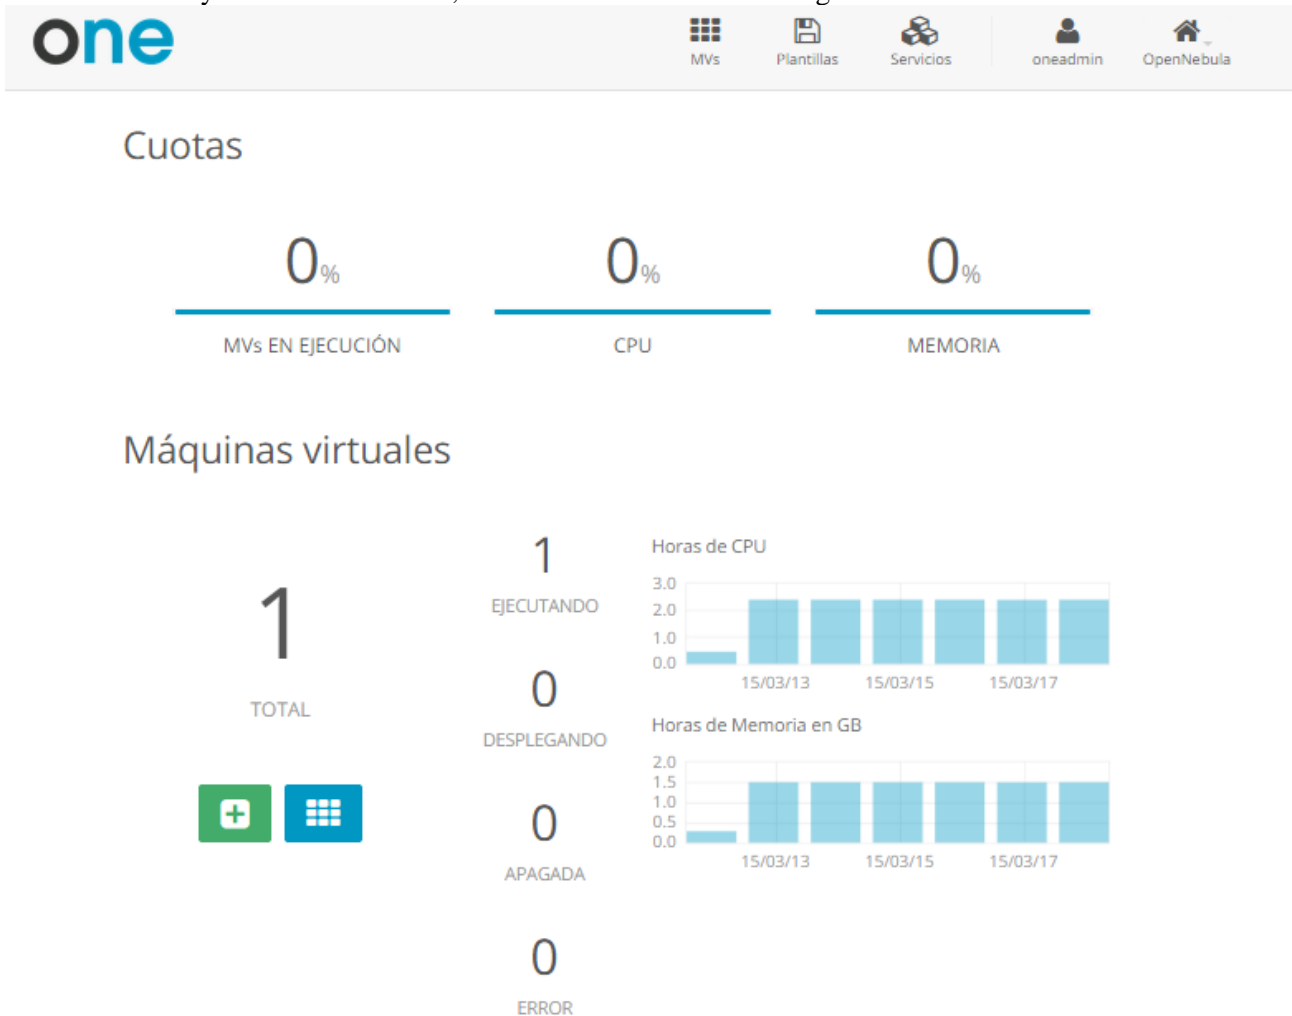 one
MVs Plantillas Servicios oneadmin OpenNebula
Cuotas
0% 0% 0%
MVs EN EJECUCIÓN CPU MEMORIA
Máquinas virtuales
1
TOTAL
1
EJECUTANDO
0
DESPLEGANDO
0
APAGADA
0
ERROR
Horas de CPU
3.0
2.0
1.0
0.0
15/03/13 15/03/15 15/03/17
Horas de Memoria en GB
2.0
1.5
1.0
0.5
0.0
15/03/13 15/03/15 15/03/17